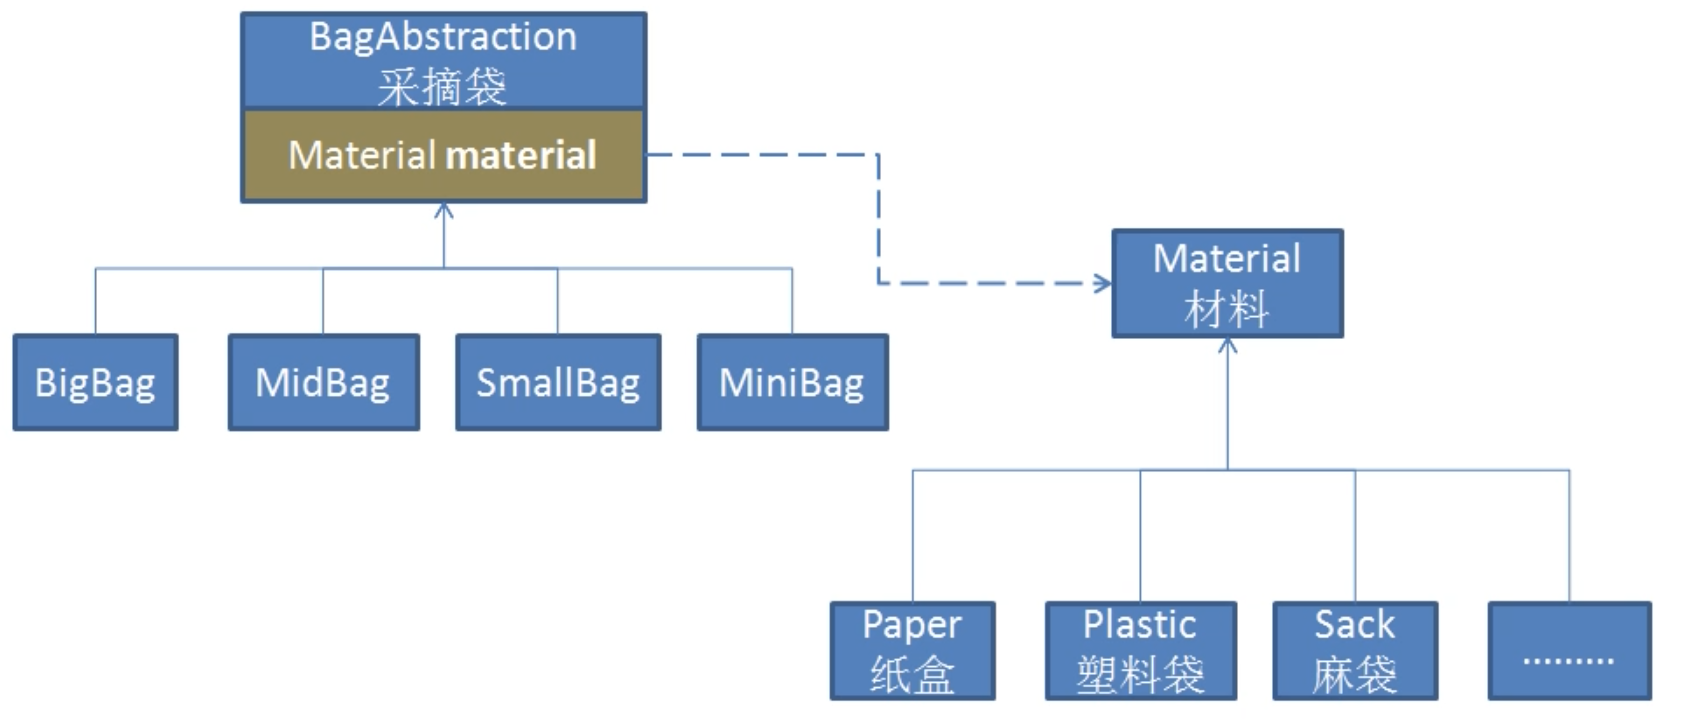 BagAbstraction
采摘袋
Material material
Material
材料
BigBag
MidBag
SmallBag
MiniBag
Paper
纸盒
Plastic
塑料袋
Sack
麻袋
.........